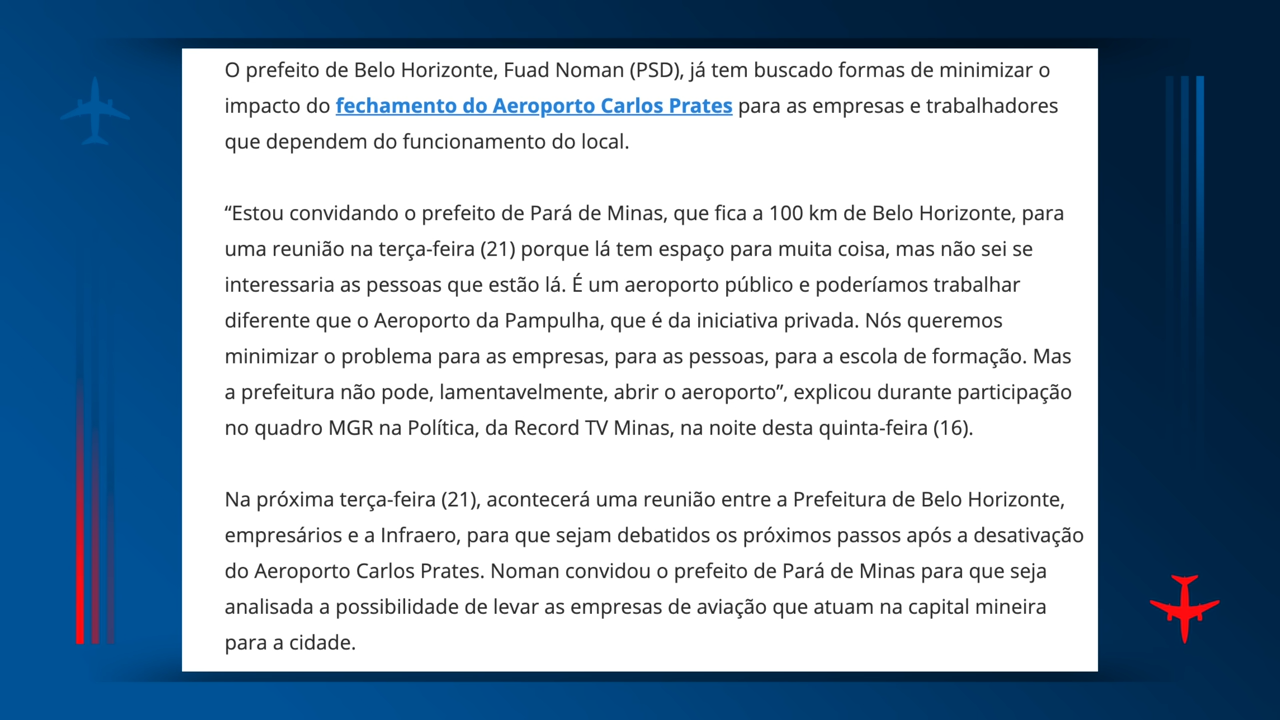 O prefeito de Belo Horizonte, Fuad Noman (PSD), já tem buscado formas de minimizar o
impacto do fechamento do Aeroporto Carlos Prates para as empresas e trabalhadores
que dependem do funcionamento do local.
“Estou convidando o prefeito de Pará de Minas, que fica a 100 km de Belo Horizonte, para
uma reunião na terça-feira (21) porque lá tem espaço para muita coisa, mas não sei se
interessaria as pessoas que estão lá. É um aeroporto público e poderíamos trabalhar
diferente que o Aeroporto da Pampulha, que é da iniciativa privada. Nós queremos
minimizar o problema para as empresas, para as pessoas, para a escola de formação. Mas
a prefeitura não pode, lamentavelmente, abrir o aeroporto”, explicou durante participação
no quadro MGR na Política, da Record TV Minas, na noite desta quinta-feira (16).
Na próxima terça-feira (21), acontecerá uma reunião entre a Prefeitura de Belo Horizonte,
empresários e a Infraero, para que sejam debatidos os próximos passos após a desativação
do Aeroporto Carlos Prates. Noman convidou o prefeito de Pará de Minas para que seja
analisada a possibilidade de levar as empresas de aviação que atuam na capital mineira
para a cidade.